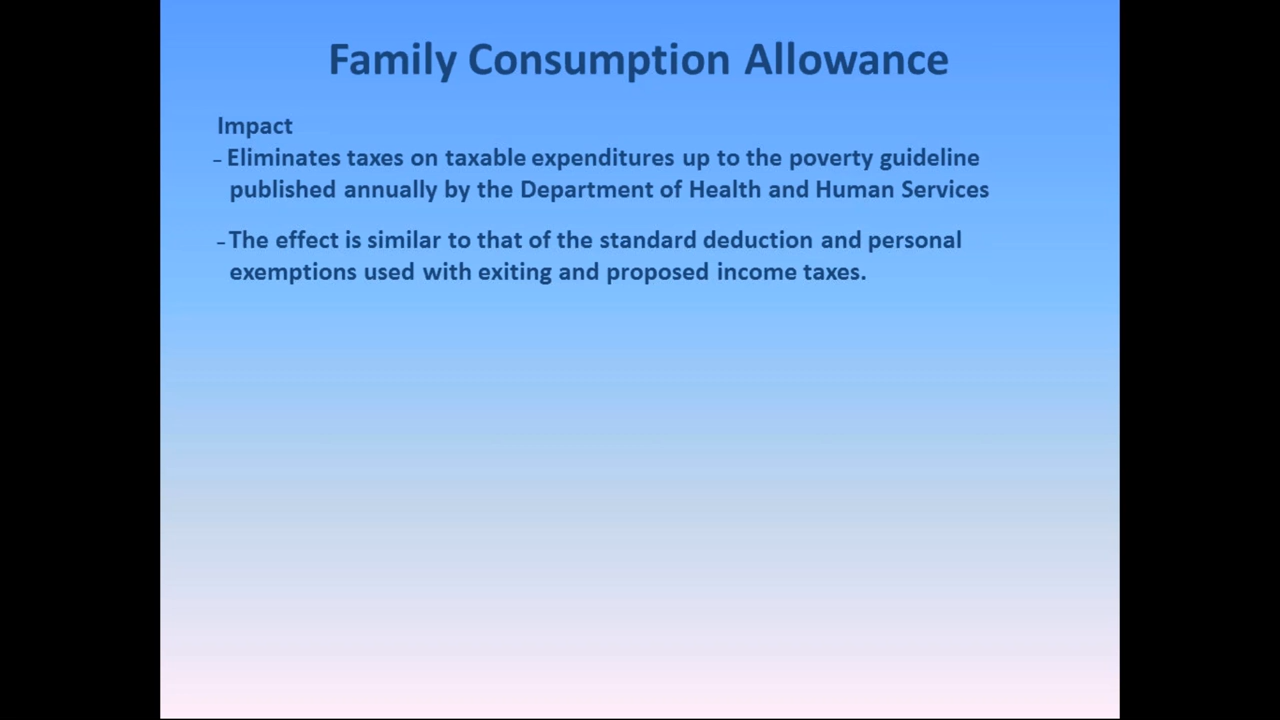 Family Consumption Allowance
Impact
– Eliminates taxes on taxable expenditures up to the poverty guideline
published annually by the Department of Health and Human Services
– The effect is similar to that of the standard deduction and personal
exemptions used with exiting and proposed income taxes.